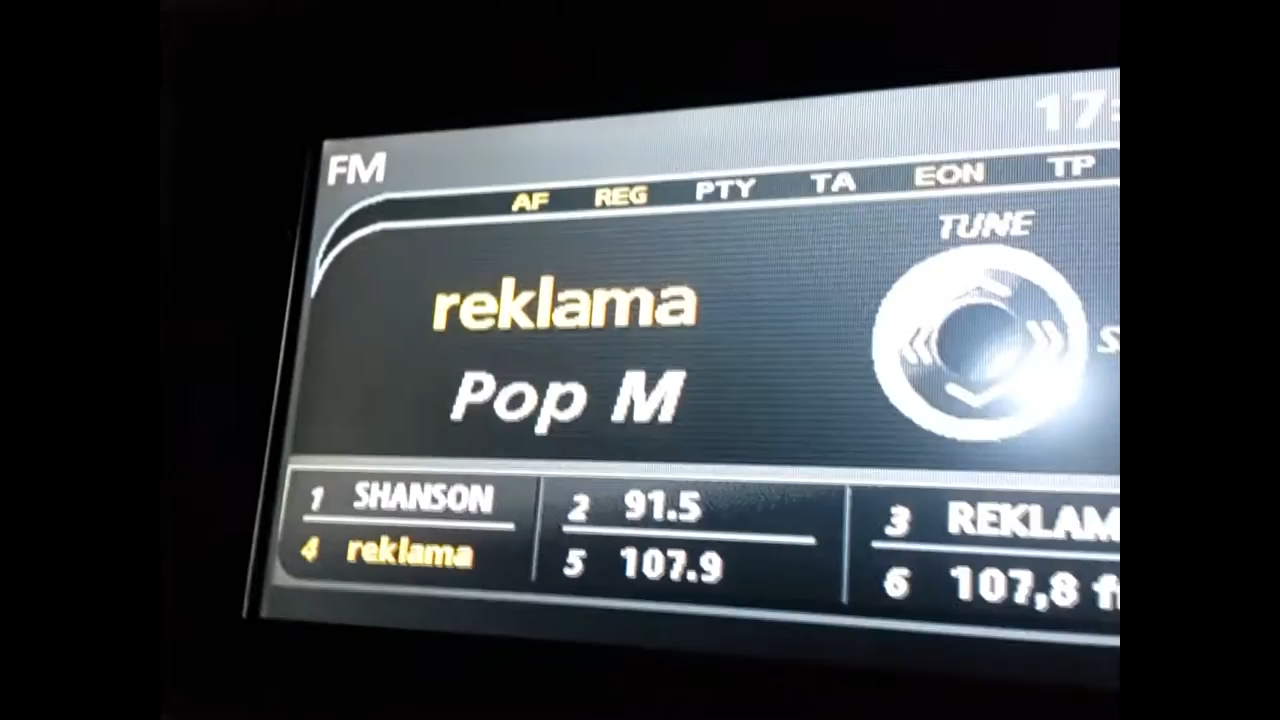 17:
FM
AF REG PTY TA EON TP
TUNE
reklama
Pop M
1 SHANSON 2 91.5 3 REKLAM
4 reklama 5 107.9 6 107,8